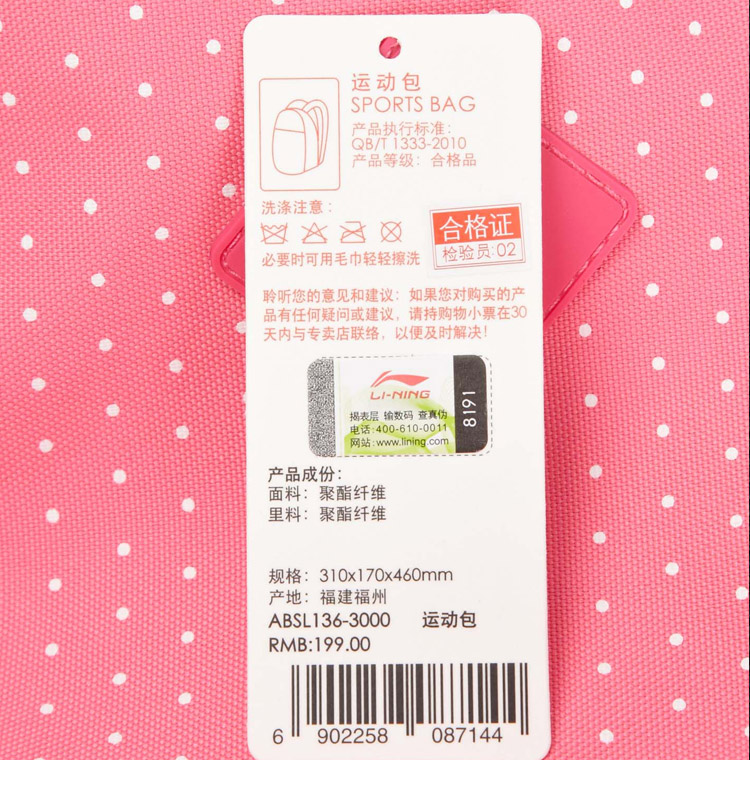 运动包
SPORTS BAG
产品执行标准：
QB/T 1333-2010
产品等级：合格品
洗涤注意：
必要时可用毛巾轻轻擦洗
合格证
检验员:02
聆听您的意见和建议：如果您对购买的产
品有任何疑问或建议，请持购物小票在30
天内与专卖店联络，以便及时解决!
LI-NING
揭表层 输数码 查真伪
电话:400-610-0011
网站:www.lining.com
8191
产品成份：
面料：聚酯纤维
里料：聚酯纤维
规格：310x170x460mm
产地：福建福州
ABSL136-3000 运动包
RMB:199.00
6 902258 087144